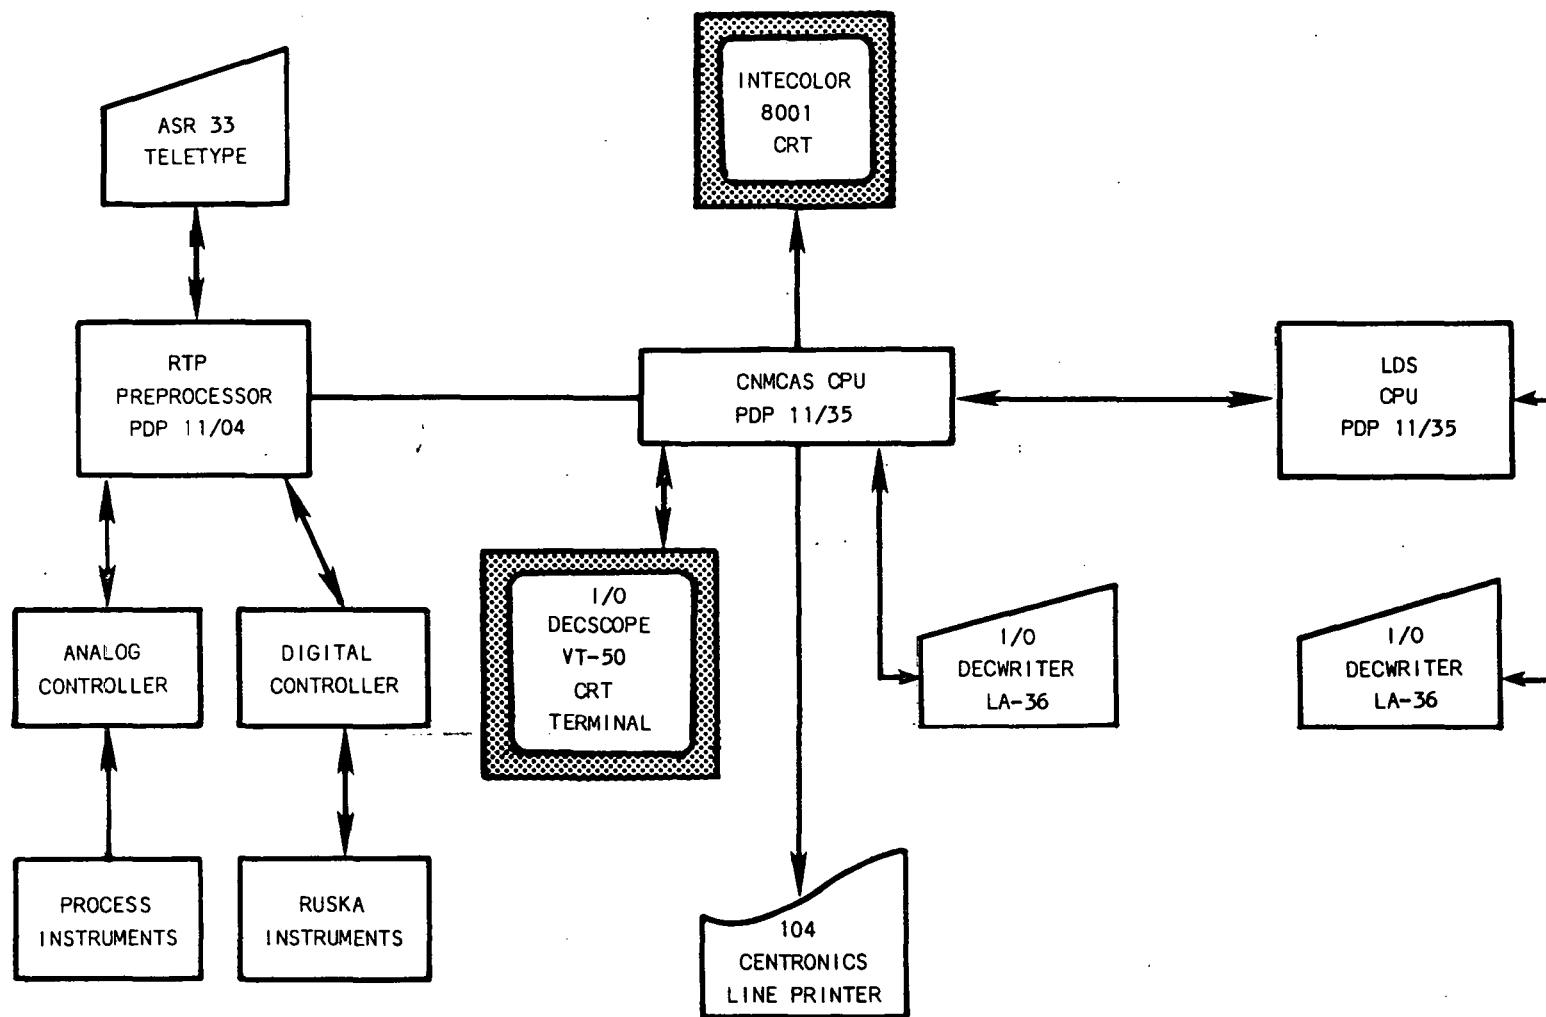 INTECOLOR
8001
CRT
ASR 33
TELETYPE
RTP
PREPROCESSOR
PDP 11/04
CNMCAS CPU
PDP 11/35
LDS
CPU
PDP 11/35
ANALOG
CONTROLLER
DIGITAL
CONTROLLER
I/O
DECSCOPE
VT-50
CRT
TERMINAL
I/O
DECWRITER
LA-36
I/O
DECWRITER
LA-36
PROCESS
INSTRUMENTS
RUSKA
INSTRUMENTS
104
CENTRONICS
LINE PRINTER